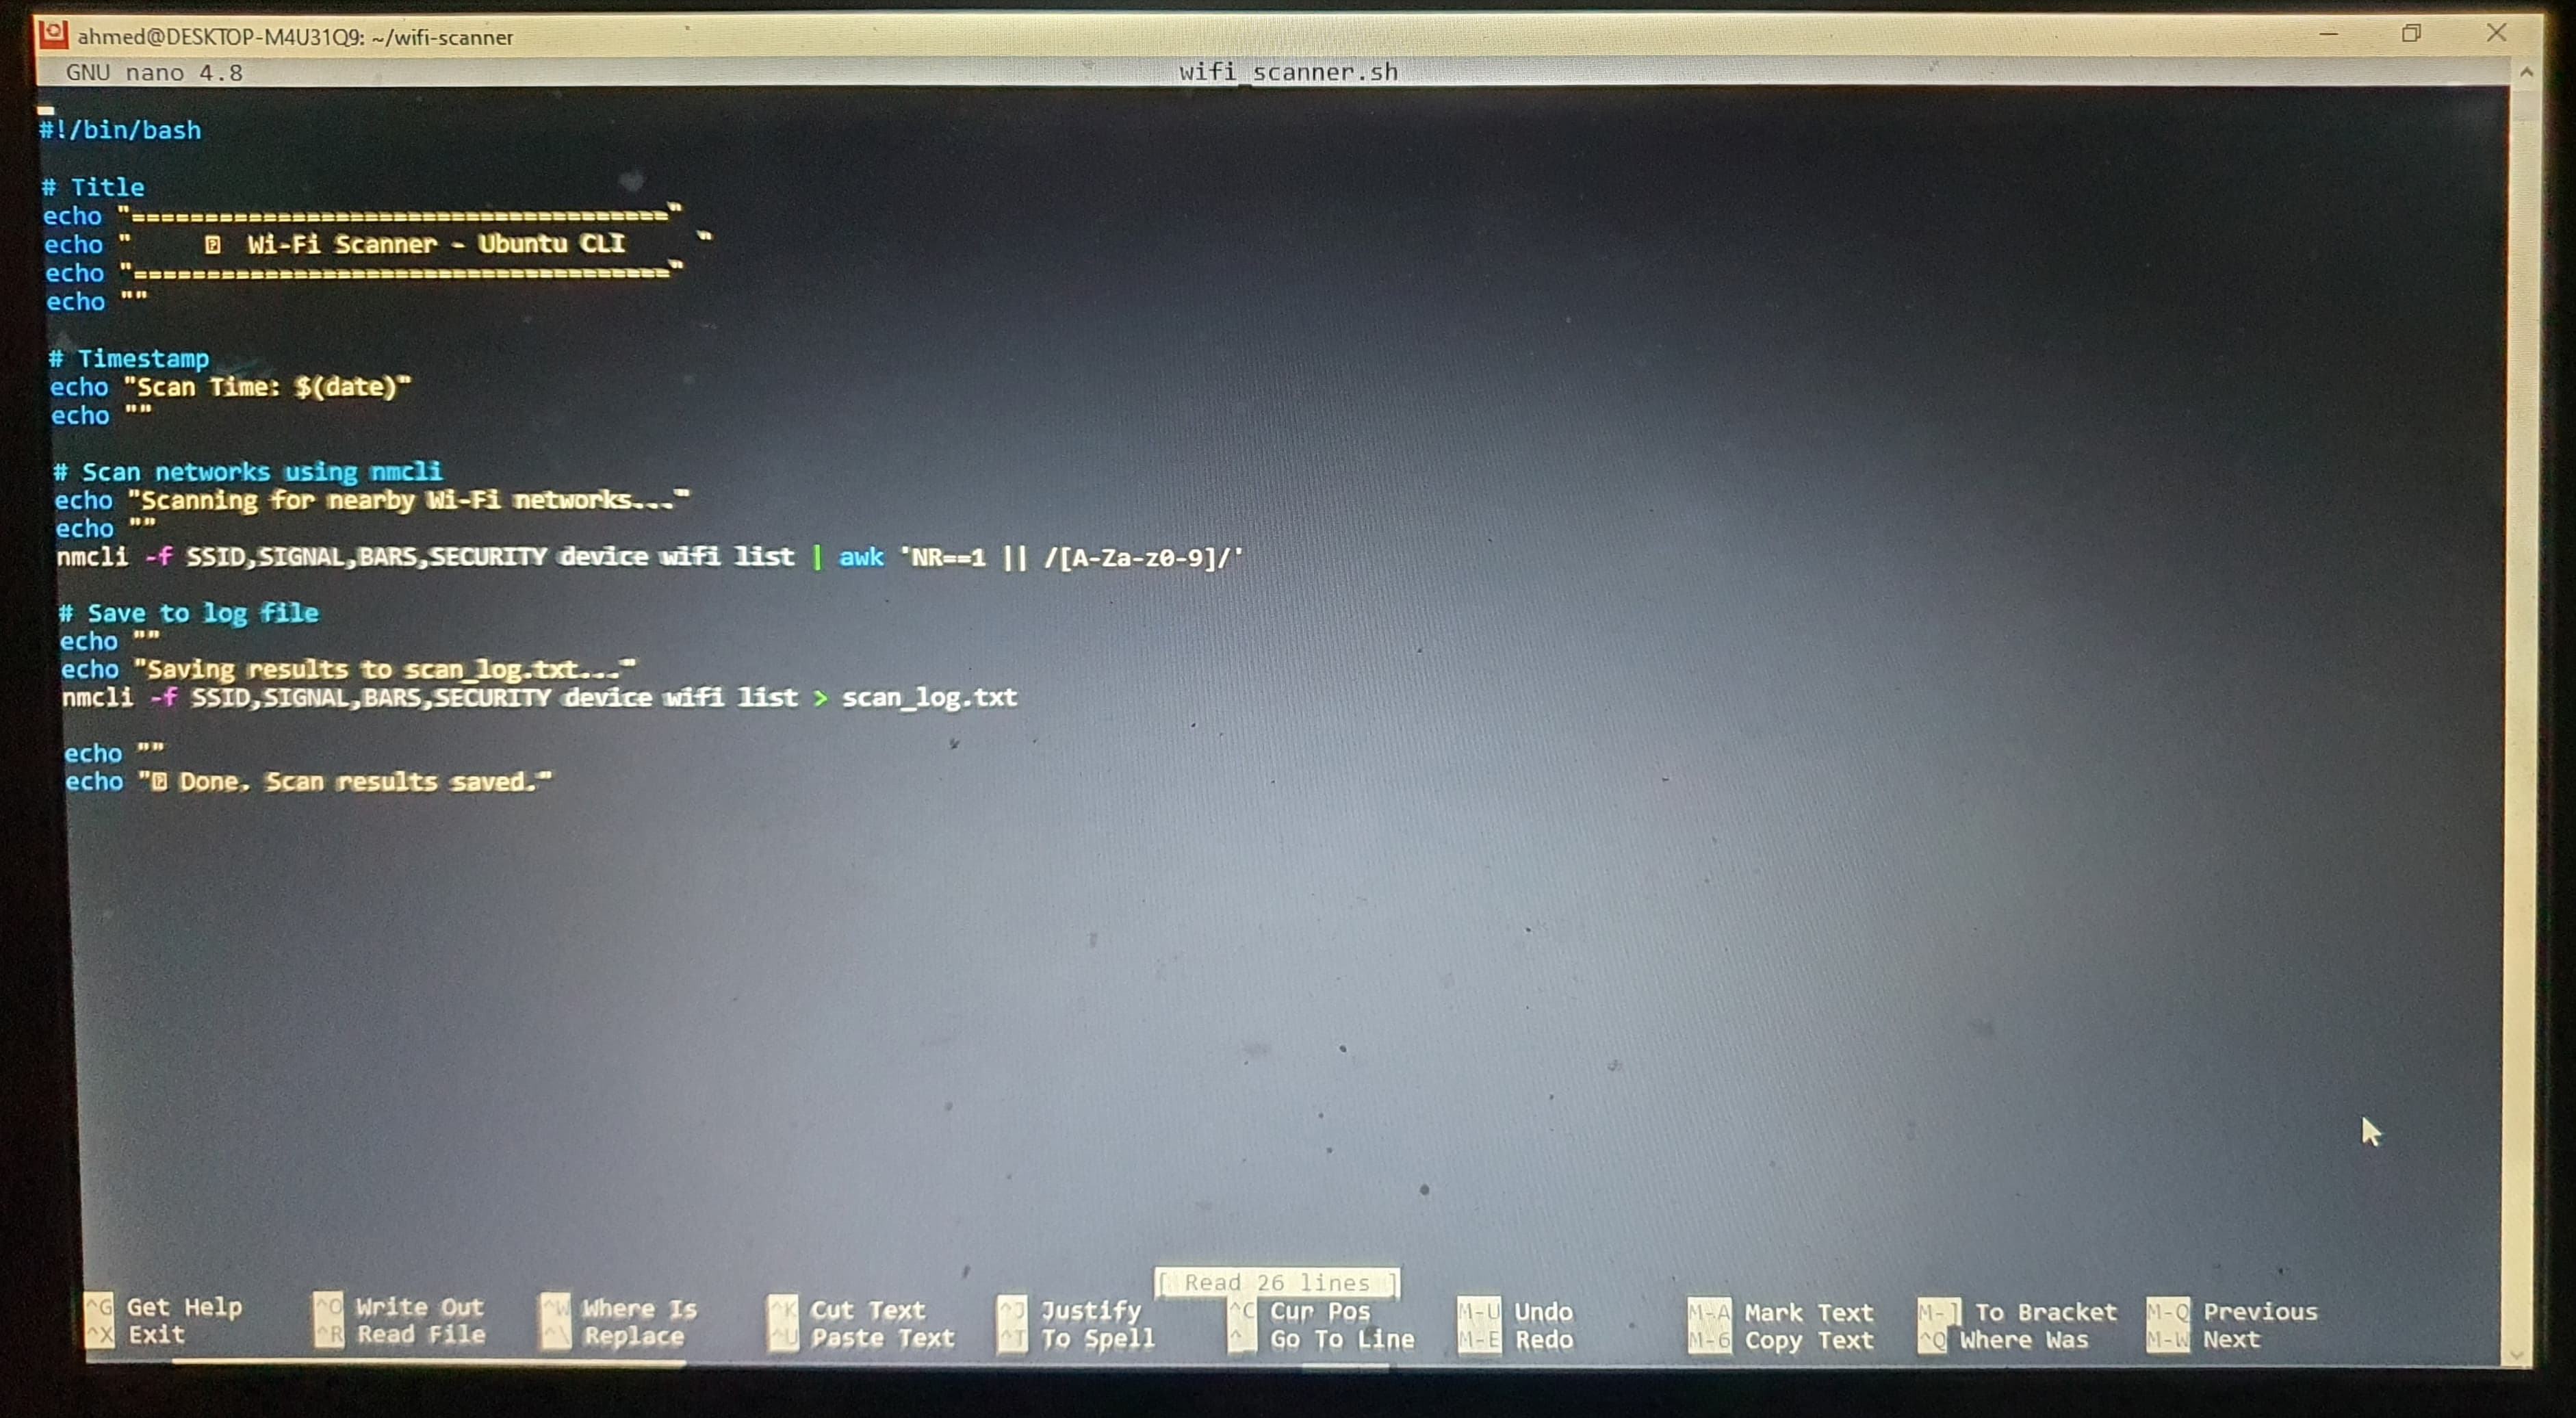 ahmed@DESKTOP-M4U31Q9: ~/wifi-scanner
GNU nano 4.8 wifi_scanner.sh
#!/bin/bash
# Title
echo "====================================="
echo " Wi-Fi Scanner - Ubuntu CLI "
echo "====================================="
echo ""
# Timestamp
echo "Scan Time: $(date)"
echo ""
# Scan networks using nmcli
echo "Scanning for nearby Wi-Fi networks..."
echo ""
nmcli -f SSID,SIGNAL,BARS,SECURITY device wifi list | awk 'NR==1 || /[A-Za-z0-9]/'
# Save to log file
echo ""
echo "Saving results to scan_log.txt..."
nmcli -f SSID,SIGNAL,BARS,SECURITY device wifi list > scan_log.txt
echo ""
echo " Done. Scan results saved."
[ Read 26 lines ]
^G Get Help ^O Write Out ^W Where Is ^K Cut Text ^J Justify ^C Cur Pos M-U Undo M-A Mark Text M-] To Bracket M-Q Previous
^X Exit ^R Read File ^\ Replace ^U Paste Text ^T To Spell ^_ Go To Line M-E Redo M-6 Copy Text ^Q Where Was M-W Next